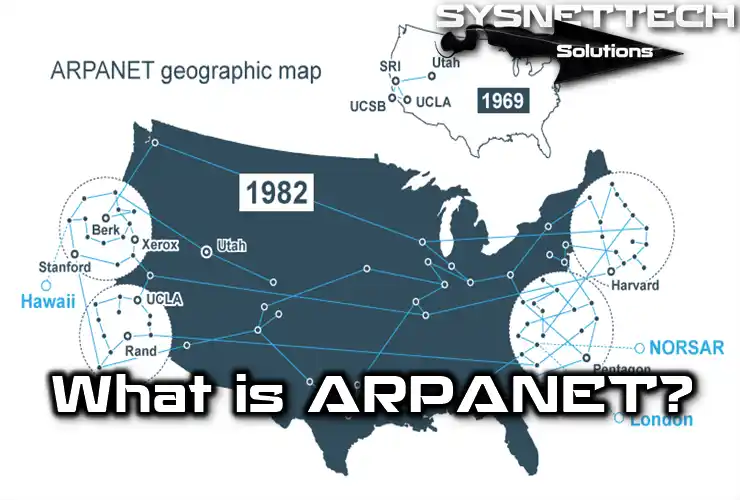 SYSNETTECH
Solutions
ARPANET geographic map
SRI
Utah
UCSB
UCLA
1969
1982
Berk
Xerox
Utah
Stanford
Hawaii
UCLA
Harvard
Rand
NORSAR
Pentagon
What is ARPANET?
London